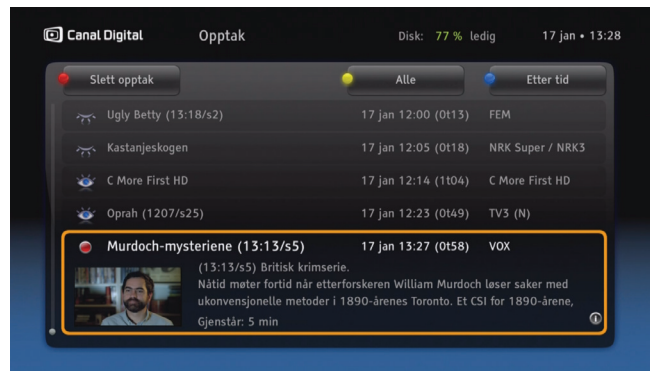 Canal Digital Opptak Disk: 77 % ledig 17 jan • 13:28
Slett opptak Alle Etter tid
Ugly Betty (13:18/s2) 17 jan 12:00 (0t13) FEM
Kastanjeskogen 17 jan 12:05 (0t18) NRK Super / NRK3
C More First HD 17 jan 12:14 (1t04) C More First HD
Oprah (1207/s25) 17 jan 12:23 (0t49) TV3 (N)
Murdoch-mysteriene (13:13/s5) 17 jan 13:27 (0t58) VOX
(13:13/s5) Britisk krimserie.
Nåtid møter fortid når etterforskeren William Murdoch løser saker med
ukonvensjonelle metoder i 1890-årenes Toronto. Et CSI for 1890-årene,
Gjenstår: 5 min